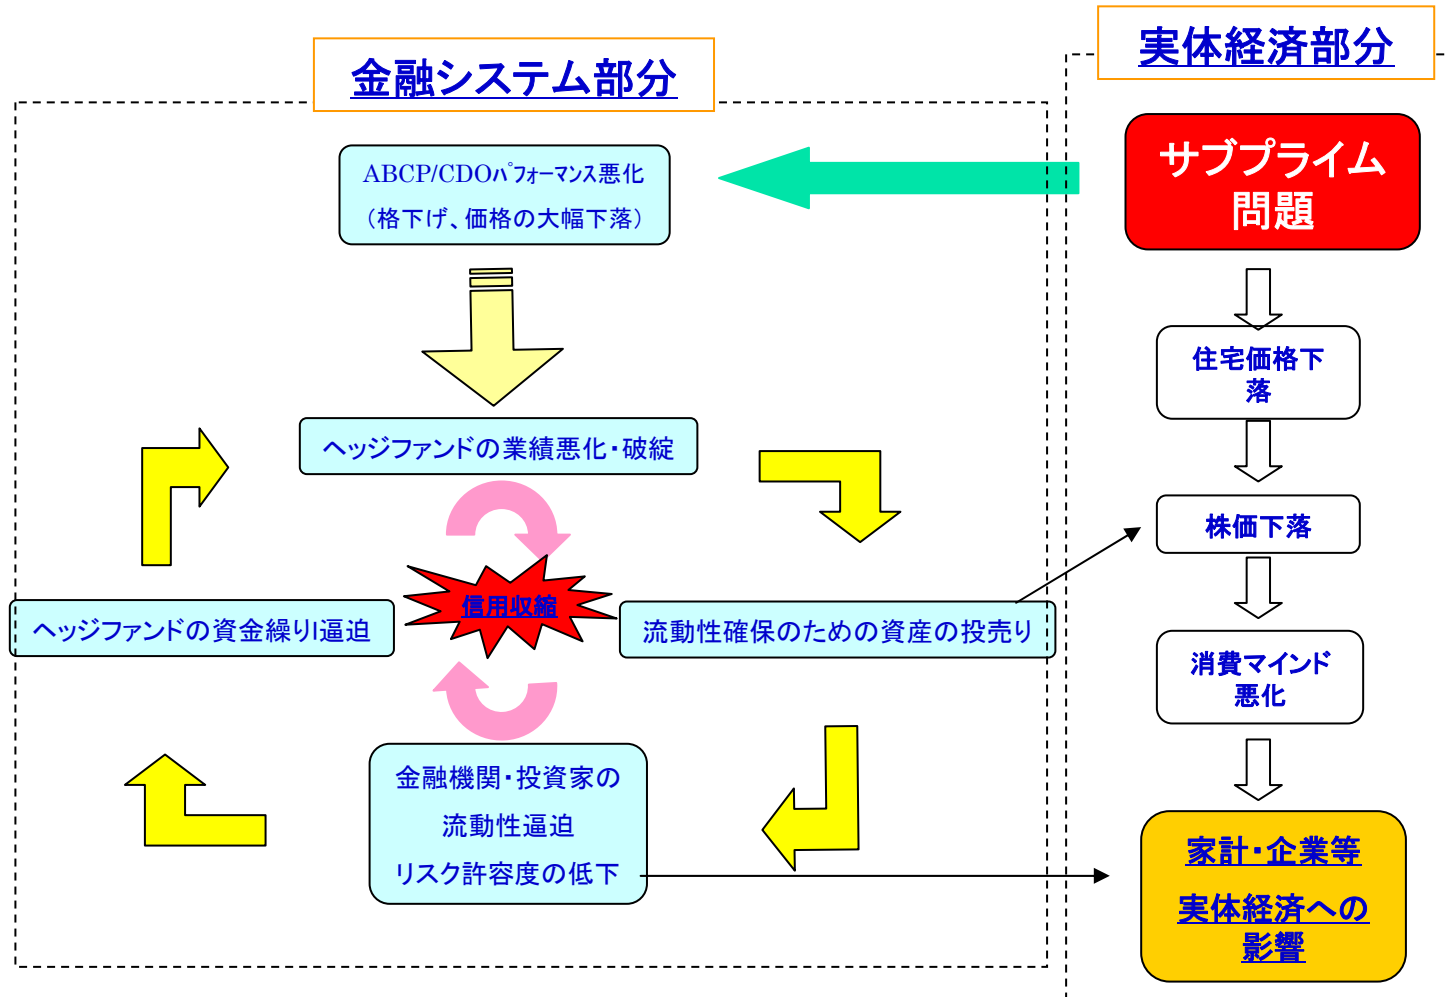 金融システム部分
実体経済部分
ABCP/CDOパフォーマンス悪化
（格下げ、価格の大幅下落）
サブプライム
問題
住宅価格下
落
ヘッジファンドの業績悪化・破綻
株価下落
信用収縮
ヘッジファンドの資金繰り逼迫
流動性確保のための資産の投売り
消費マインド
悪化
金融機関・投資家の
流動性逼迫
リスク許容度の低下
家計・企業等
実体経済への
影響